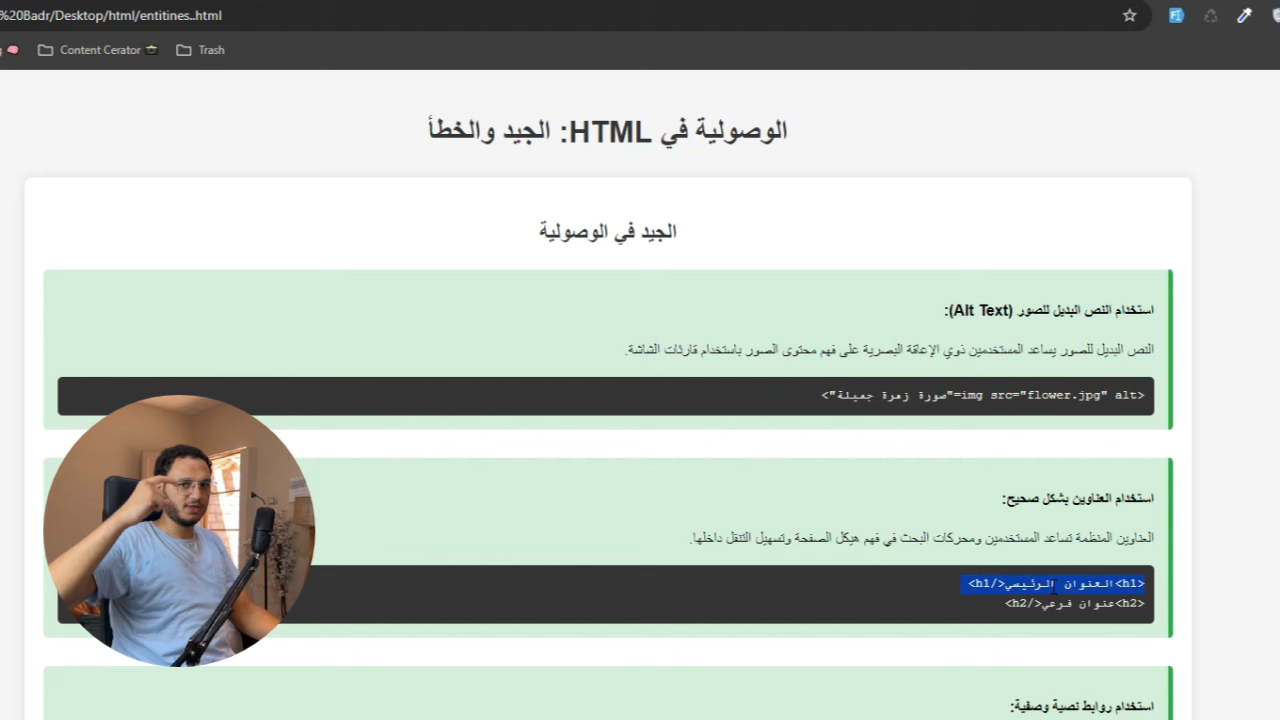 %20Badr/Desktop/html/entitines..html
Content Cerator
Trash
الوصولية في HTML: الجيد والخطأ
الجيد في الوصولية
استخدام النص البديل للصور (Alt Text):
النص البديل للصور يساعد المستخدمين ذوي الإعاقة البصرية على فهم محتوى الصور باستخدام قارئات الشاشة.
<img src="flower.jpg" alt="صورة زهرة جميلة">
استخدام العناوين بشكل صحيح:
العناوين المنظمة تساعد المستخدمين ومحركات البحث في فهم هيكل الصفحة وتسهيل التنقل داخلها.
<h1>العنوان الرئيسي</h1>
<h2>عنوان فرعي</h2>
استخدام روابط نصية وصفية: